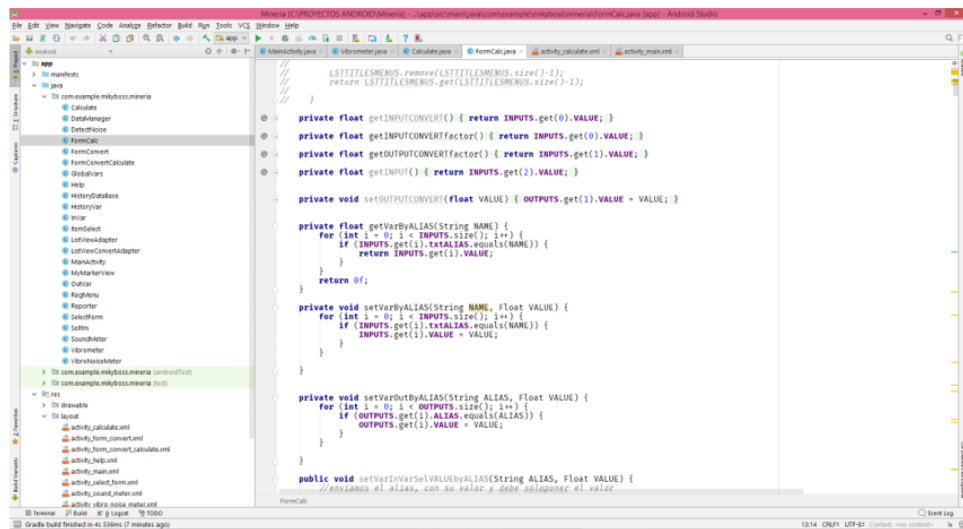 Mineria [C:\PROYECTOS ANDROID\Mineria] - ...\app\src\main\java\com\example\mikyboss\mineria\FormCalc.java [app] - Android Studio
File Edit View Navigate Code Analyze Refactor Build Run Tools VCS Window Help
app
Android
MainActivity.java
Vibrometer.java
Calculate.java
FormCalc.java
activity_calculate.xml
activity_main.xml
1: Project
7: Structure
Captures
2: Favorites
Build Variants
app
manifests
java
com.example.mikyboss.mineria
Calculate
DataManager
DetectNoise
FormCalc
FormConvert
FormConvertCalculate
GlobalVars
Help
HistoryDataBase
HistoryVar
InVar
ItemSelect
ListViewAdapter
ListViewConvertAdapter
MainActivity
MyMarkerView
OutVar
RegMenu
Reporter
SelectForm
SoundMeter
Vibrometer
VibroNoiseMeter
com.example.mikyboss.mineria (androidTest)
com.example.mikyboss.mineria (test)
res
drawable
layout
activity_calculate.xml
activity_form_convert.xml
activity_form_convert_calculate.xml
activity_help.xml
activity_main.xml
activity_select_form.xml
activity_sound_meter.xml
activity_vibro_noise_meter.xml
//
// LSTTITLESMENUS.remove(LSTTITLESMENUS.size()-1);
// return LSTTITLESMENUS.get(LSTTITLESMENUS.size()-1);
//
// }
private float getINPUTCONVERT() { return INPUTS.get(0).VALUE; }
private float getINPUTCONVERTfactor() { return INPUTS.get(0).VALUE; }
private float getOUTPUTCONVERTfactor() { return INPUTS.get(1).VALUE; }
private float getINPUT() { return INPUTS.get(2).VALUE; }
private void setOUTPUTCONVERT(float VALUE) { OUTPUTS.get(1).VALUE = VALUE; }
private float getVarByALIAS(String NAME) {
for (int i = 0; i < INPUTS.size(); i++) {
if (INPUTS.get(i).txtALIAS.equals(NAME)) {
return INPUTS.get(i).VALUE;
}
}
return 0f;
}
private void setVarByALIAS(String NAME, Float VALUE) {
for (int i = 0; i < INPUTS.size(); i++) {
if (INPUTS.get(i).txtALIAS.equals(NAME)) {
INPUTS.get(i).VALUE = VALUE;
}
}
}
private void setVarOutByALIAS(String ALIAS, Float VALUE) {
for (int i = 0; i < OUTPUTS.size(); i++) {
if (OUTPUTS.get(i).ALIAS.equals(ALIAS)) {
OUTPUTS.get(i).VALUE = VALUE;
}
}
}
public void setVarInVarSelVALUEbyALIAS(String ALIAS, Float VALUE) {
//enviamos el alias, con su valor y debe soloponer el valor
FormCalc
Terminal Build 6: Logcat TODO Event Log
Gradle build finished in 4s 536ms (7 minutes ago)
13:14 CRLF: UTF-8: Context: <no context>